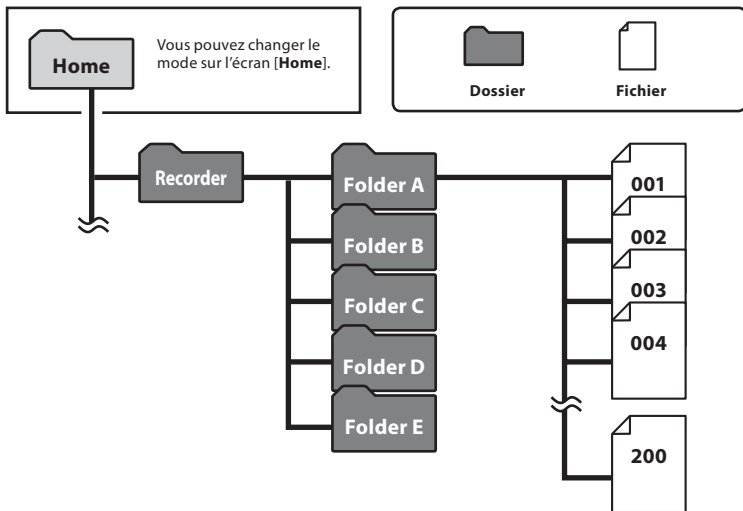 Home
Vous pouvez changer le
mode sur l'écran [Home].
Dossier
Fichier
Recorder
Folder A
Folder B
Folder C
Folder D
Folder E
001
002
003
004
200